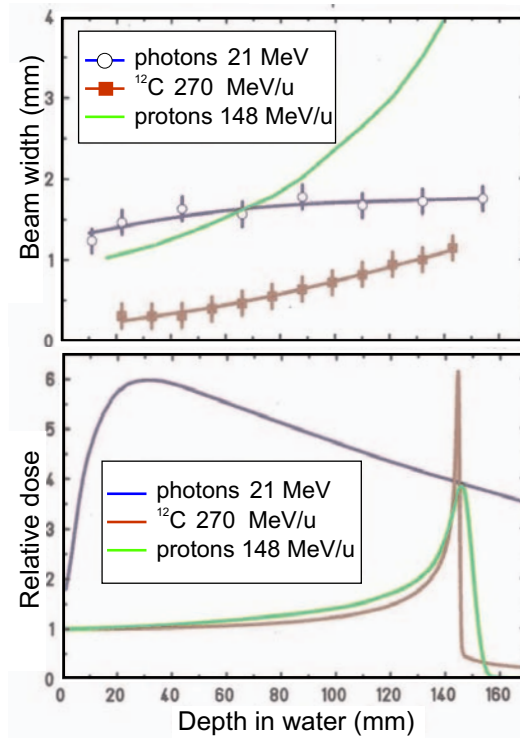 4
photons 21 MeV
¹²C 270 MeV/u
protons 148 MeV/u
3
2
1
0
Beam width (mm)
6
5
4
3
2
1
0
Relative dose
photons 21 MeV
¹²C 270 MeV/u
protons 148 MeV/u
0 20 40 60 80 100 120 140 160
Depth in water (mm)